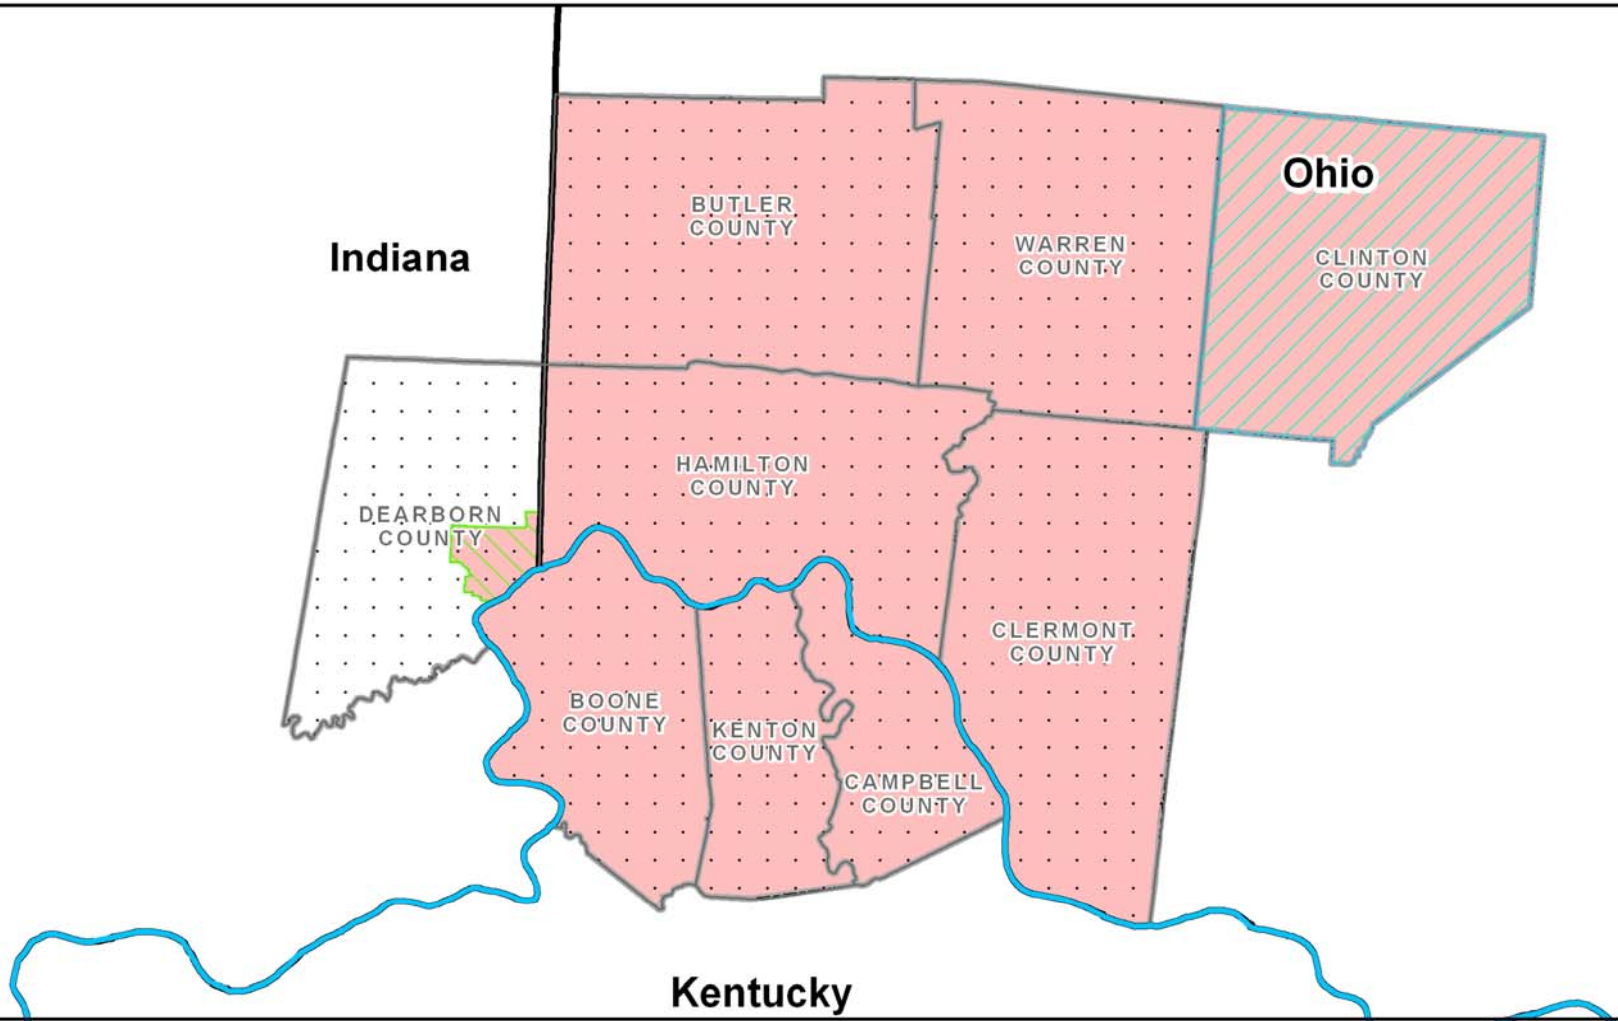 Ohio
BUTLER
COUNTY
WARREN
COUNTY
Indiana
CLINTON
COUNTY
HAMILTON
COUNTY
DEARBORN
COUNTY
CLERMONT
COUNTY
BOONE
COUNTY
KENTON
COUNTY
CAMPBELL
COUNTY
Kentucky